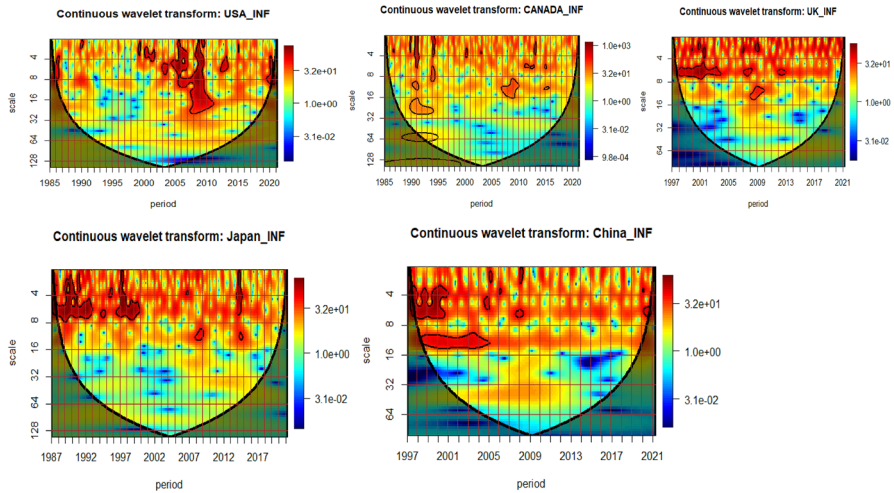 Continuous wavelet transform: USA_INF
scale
4
8
16
32
64
128
1985 1990 1995 2000 2005 2010 2015 2020
period
3.2e+01
1.0e+00
3.1e-02
Continuous wavelet transform: CANADA_INF
scale
4
8
16
32
64
128
1985 1990 1995 2000 2005 2010 2015 2020
period
1.0e+03
3.2e+01
1.0e+00
3.1e-02
9.8e-04
Continuous wavelet transform: UK_INF
scale
4
8
16
32
64
1997 2001 2005 2009 2013 2017 2021
period
3.2e+01
1.0e+00
3.1e-02
Continuous wavelet transform: Japan_INF
scale
4
8
16
32
64
128
1987 1992 1997 2002 2007 2012 2017
period
3.2e+01
1.0e+00
3.1e-02
Continuous wavelet transform: China_INF
scale
4
8
16
32
64
1997 2001 2005 2009 2013 2017 2021
period
3.2e+01
1.0e+00
3.1e-02